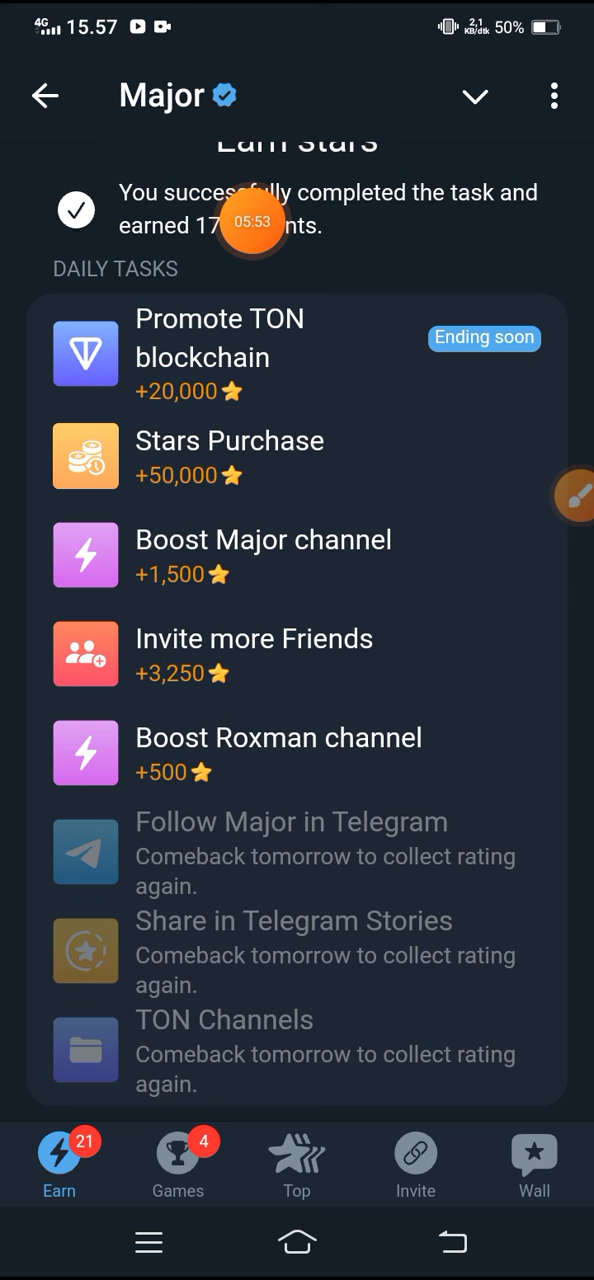 4G 15.57 2,1 KB/dtk 50%
Major
Earn stars
You successfully completed the task and
earned 17 nts.
05:53
DAILY TASKS
Promote TON
blockchain
Ending soon
+20,000
Stars Purchase
+50,000
Boost Major channel
+1,500
Invite more Friends
+3,250
Boost Roxman channel
+500
Follow Major in Telegram
Comeback tomorrow to collect rating
again.
Share in Telegram Stories
Comeback tomorrow to collect rating
again.
TON Channels
Comeback tomorrow to collect rating
again.
21 4
Earn Games Top Invite Wall